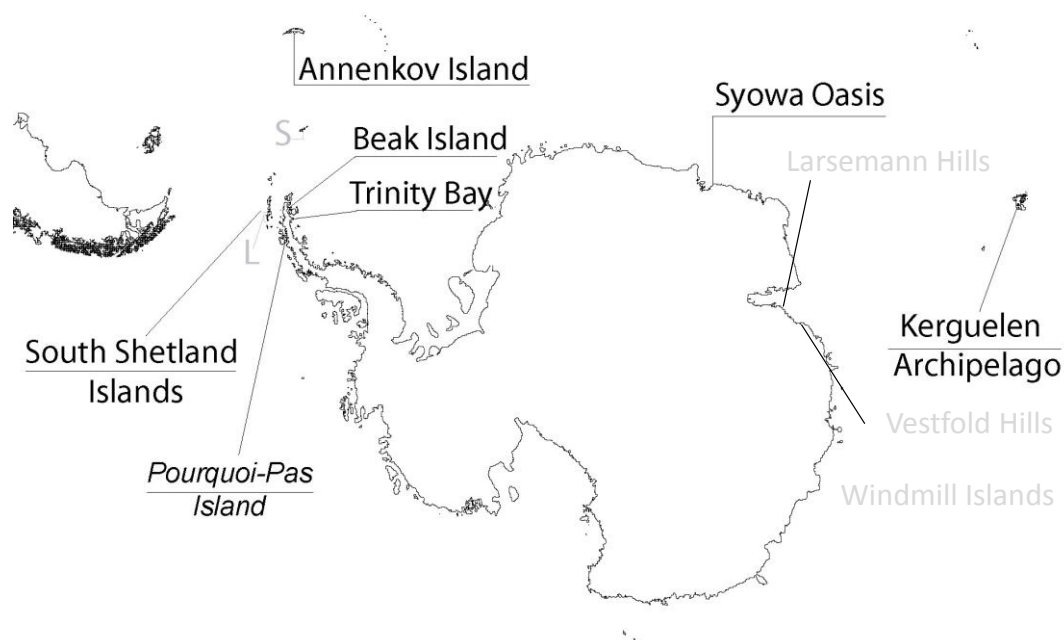 Annenkov Island
Syowa Oasis
S
Beak Island
Larsemann Hills
Trinity Bay
L
South Shetland
Islands
Kerguelen
Archipelago
Vestfold Hills
Pourquoi-Pas
Island
Windmill Islands